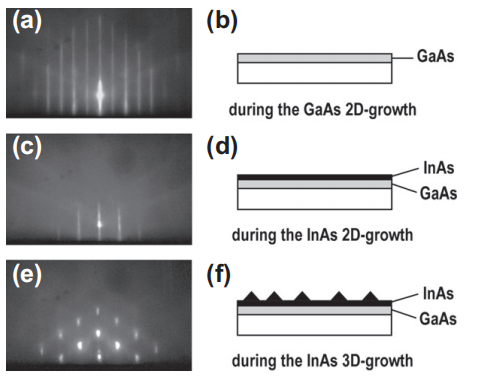 (a)
(b)
GaAs
during the GaAs 2D-growth
(c)
(d)
InAs
GaAs
during the InAs 2D-growth
(e)
(f)
InAs
GaAs
during the InAs 3D-growth